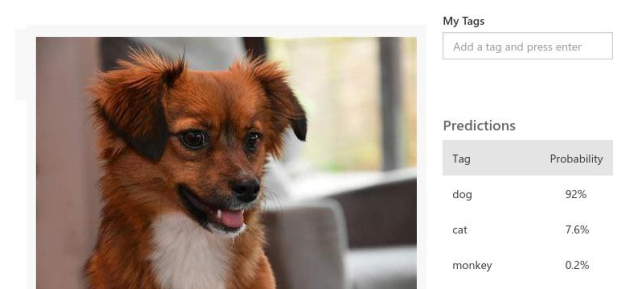 My Tags
Add a tag and press enter
Predictions
Tag Probability
dog 92%
cat 7.6%
monkey 0.2%